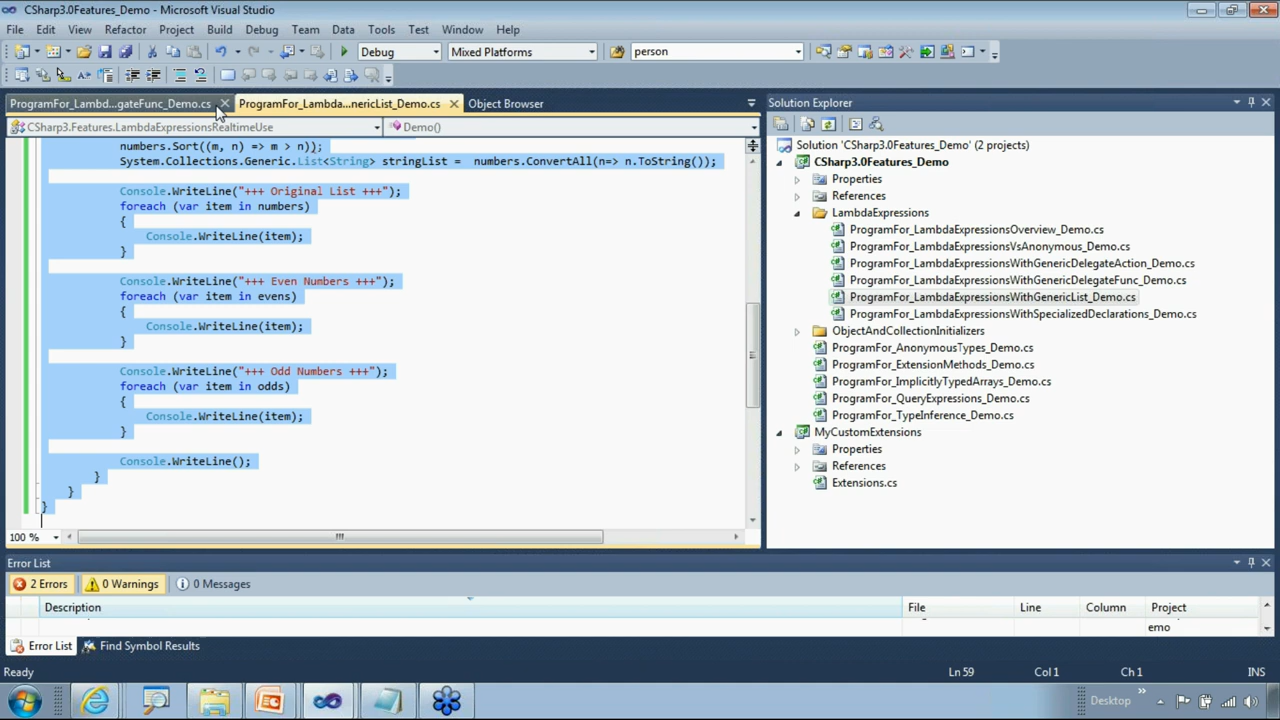 CSharp3.0Features_Demo - Microsoft Visual Studio
File Edit View Refactor Project Build Debug Team Data Tools Test Window Help
Debug Mixed Platforms person
ProgramFor_Lambd...gateFunc_Demo.cs ProgramFor_Lambda...nericList_Demo.cs Object Browser
CSharp3.Features.LambdaExpressionsRealtimeUse Demo()
numbers.Sort((m, n) => m > n));
System.Collections.Generic.List<String> stringList = numbers.ConvertAll(n=> n.ToString());
Console.WriteLine("+++ Original List +++");
foreach (var item in numbers)
{
Console.WriteLine(item);
}
Console.WriteLine("+++ Even Numbers +++");
foreach (var item in evens)
{
Console.WriteLine(item);
}
Console.WriteLine("+++ Odd Numbers +++");
foreach (var item in odds)
{
Console.WriteLine(item);
}
Console.WriteLine();
}
}
}
100 %
Solution Explorer
Solution 'CSharp3.0Features_Demo' (2 projects)
CSharp3.0Features_Demo
Properties
References
LambdaExpressions
ProgramFor_LambdaExpressionsOverview_Demo.cs
ProgramFor_LambdaExpressionsVsAnonymous_Demo.cs
ProgramFor_LambdaExpressionsWithGenericDelegateAction_Demo.cs
ProgramFor_LambdaExpressionsWithGenericDelegateFunc_Demo.cs
ProgramFor_LambdaExpressionsWithGenericList_Demo.cs
ProgramFor_LambdaExpressionsWithSpecializedDeclarations_Demo.cs
ObjectAndCollectionInitializers
ProgramFor_AnonymousTypes_Demo.cs
ProgramFor_ExtensionMethods_Demo.cs
ProgramFor_ImplicitlyTypedArrays_Demo.cs
ProgramFor_QueryExpressions_Demo.cs
ProgramFor_TypeInference_Demo.cs
MyCustomExtensions
Properties
References
Extensions.cs
Error List
2 Errors 0 Warnings 0 Messages
Description File Line Column Project
emo
Error List Find Symbol Results
Ready Ln 59 Col 1 Ch 1 INS
Desktop